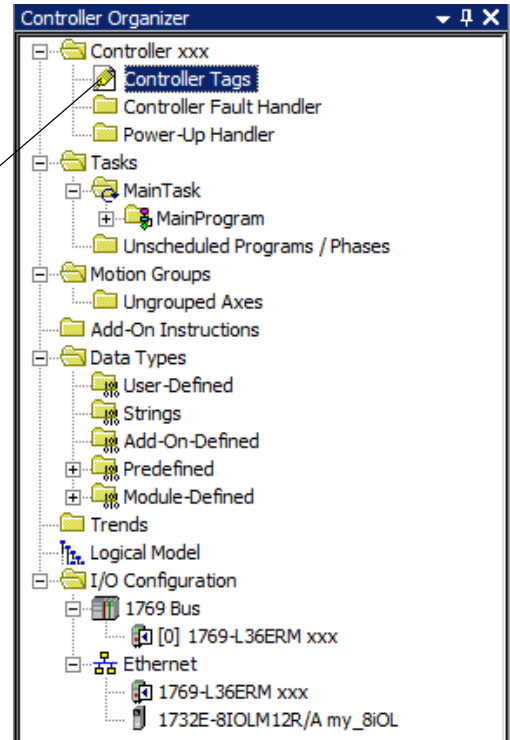 Controller Organizer
Controller xxx
Controller Tags
Controller Fault Handler
Power-Up Handler
Tasks
MainTask
MainProgram
Unscheduled Programs / Phases
Motion Groups
Ungrouped Axes
Add-On Instructions
Data Types
User-Defined
Strings
Add-On-Defined
Predefined
Module-Defined
Trends
Logical Model
I/O Configuration
1769 Bus
[0] 1769-L36ERM xxx
Ethernet
1769-L36ERM xxx
1732E-8IOLM12R/A my_8iOL